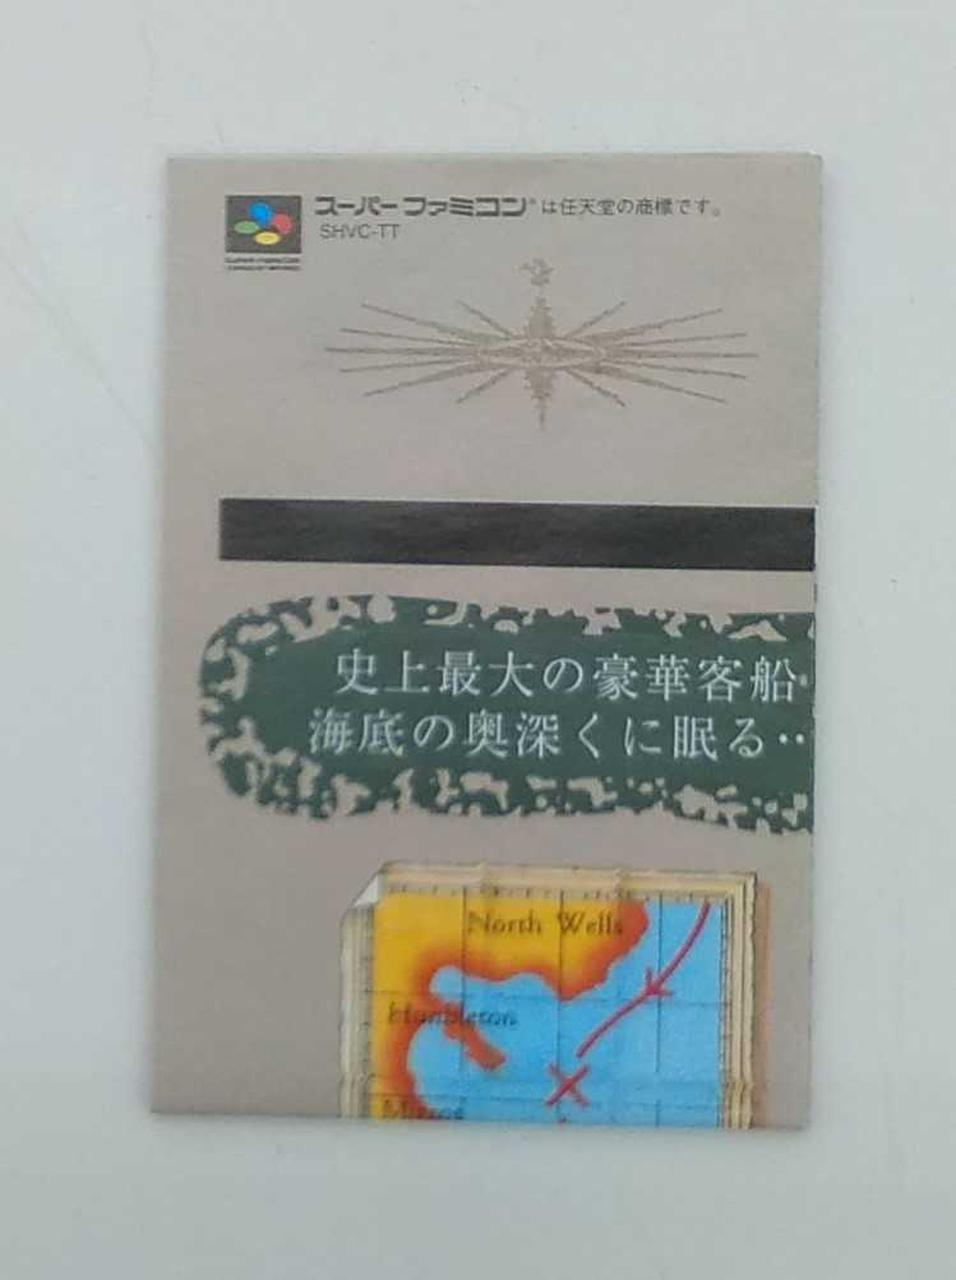 スーパーファミコン®は任天堂の商標です。
SHVC-TT
史上最大の豪華客船
海底の奥深くに眠る‥
North Wells